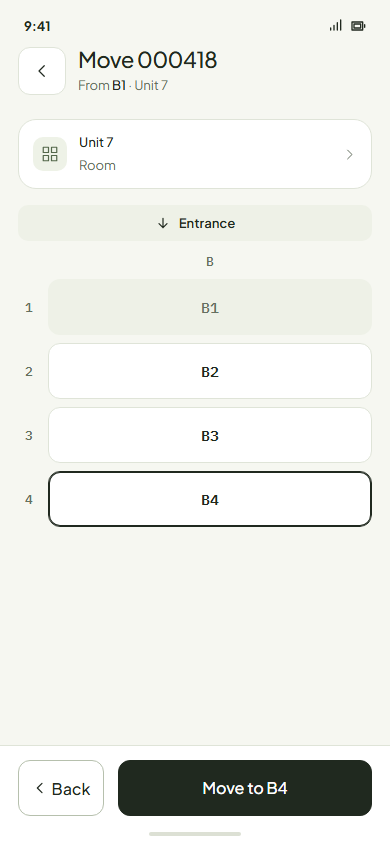 9:41
Move 000418
From B1 · Unit 7
Unit 7
Room
Entrance
B
1
B1
2
B2
3
B3
4
B4
Back
Move to B4